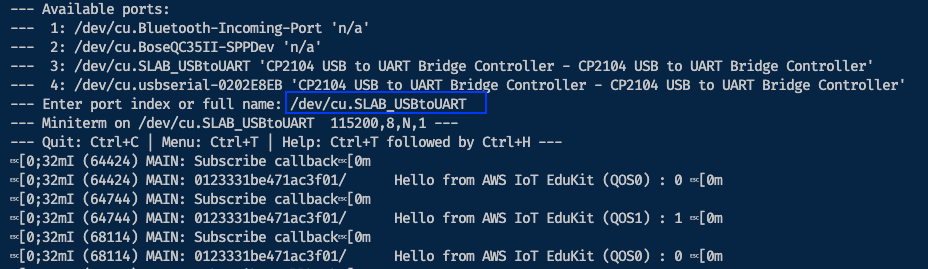 --- Available ports:
---  1: /dev/cu.Bluetooth-Incoming-Port 'n/a'
---  2: /dev/cu.BoseQC35II-SPPDev 'n/a'
---  3: /dev/cu.SLAB_USBtoUART 'CP2104 USB to UART Bridge Controller - CP2104 USB to UART Bridge Controller'
---  4: /dev/cu.usbserial-0202E8EB 'CP2104 USB to UART Bridge Controller - CP2104 USB to UART Bridge Controller'
--- Enter port index or full name: /dev/cu.SLAB_USBtoUART
--- Miniterm on /dev/cu.SLAB_USBtoUART  115200,8,N,1 ---
--- Quit: Ctrl+C | Menu: Ctrl+T | Help: Ctrl+T followed by Ctrl+H ---
␛[0;32mI (64424) MAIN: Subscribe callback␛[0m
␛[0;32mI (64424) MAIN: 0123331be471ac3f01/      Hello from AWS IoT EduKit (QOS0) : 0 ␛[0m
␛[0;32mI (64744) MAIN: Subscribe callback␛[0m
␛[0;32mI (64744) MAIN: 0123331be471ac3f01/      Hello from AWS IoT EduKit (QOS1) : 1 ␛[0m
␛[0;32mI (68114) MAIN: Subscribe callback␛[0m
␛[0;32mI (68114) MAIN: 0123331be471ac3f01/      Hello from AWS IoT EduKit (QOS0) : 0 ␛[0m